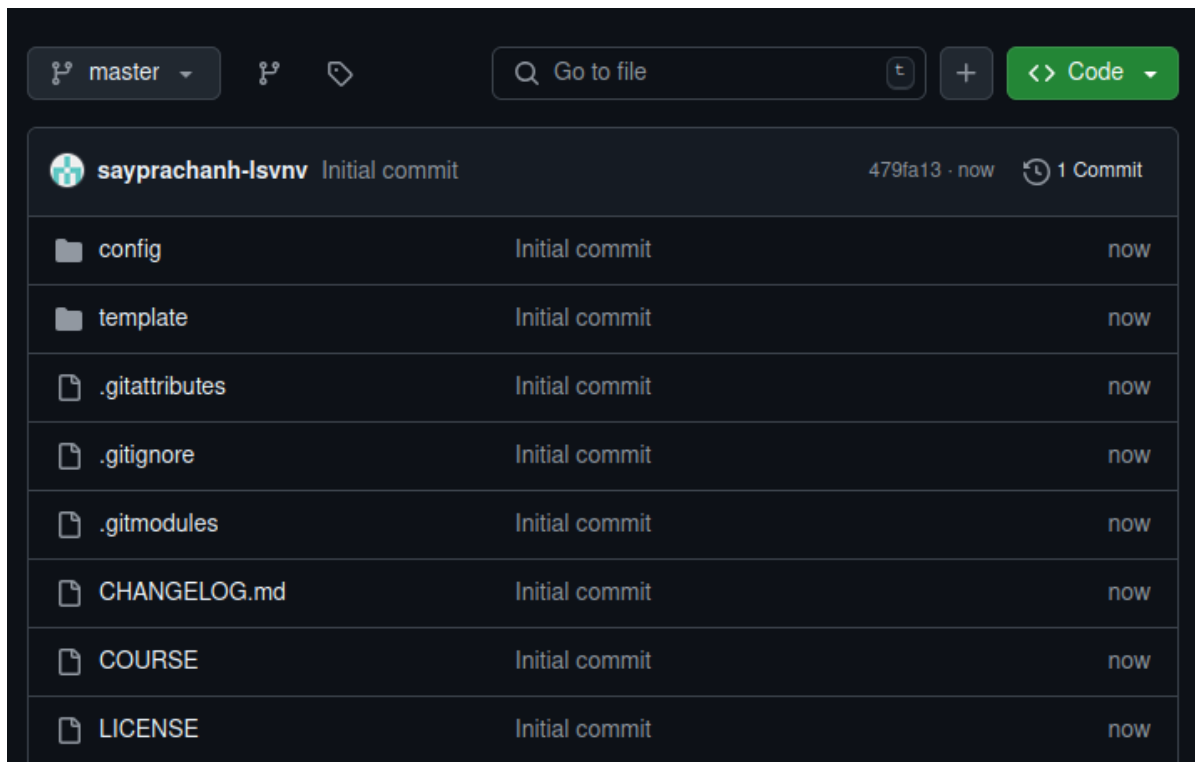 master Go to file t + <> Code
sayprachanh-lsvnv Initial commit 479fa13 · now 1 Commit
config Initial commit now
template Initial commit now
.gitattributes Initial commit now
.gitignore Initial commit now
.gitmodules Initial commit now
CHANGELOG.md Initial commit now
COURSE Initial commit now
LICENSE Initial commit now